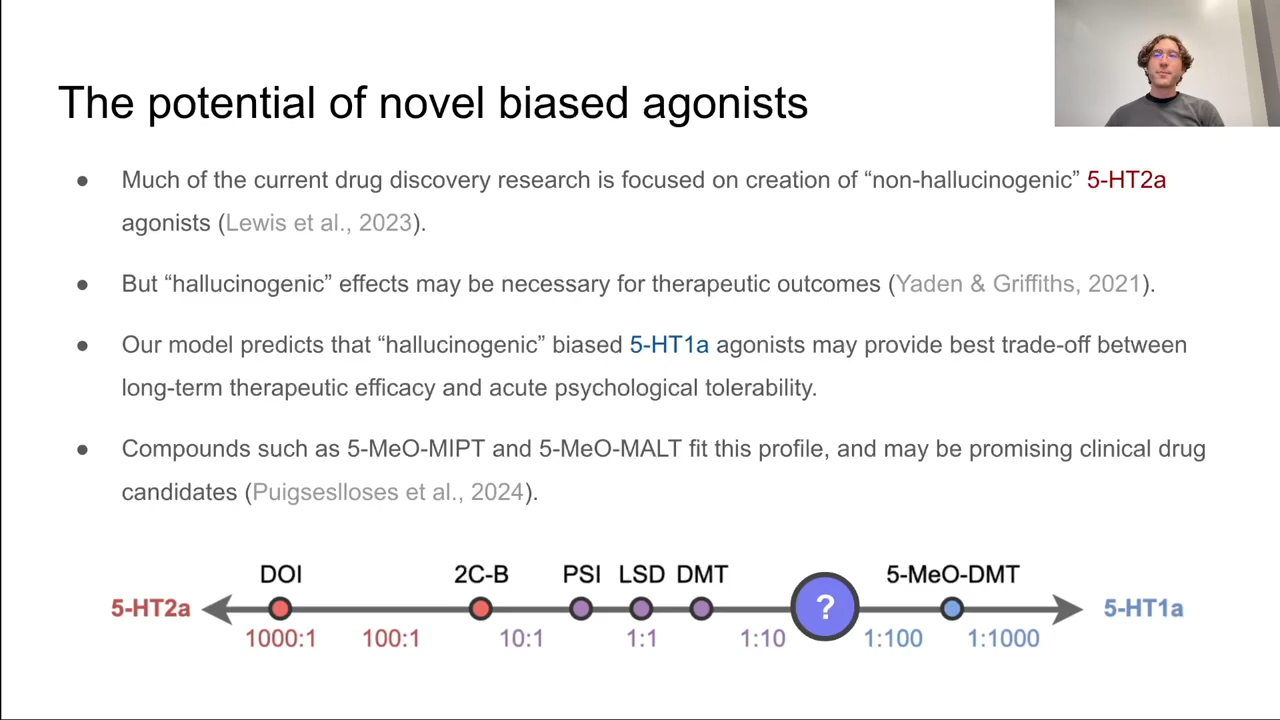 The potential of novel biased agonists
● Much of the current drug discovery research is focused on creation of “non-hallucinogenic” 5-HT2a
agonists (Lewis et al., 2023).
● But “hallucinogenic” effects may be necessary for therapeutic outcomes (Yaden & Griffiths, 2021).
● Our model predicts that “hallucinogenic” biased 5-HT1a agonists may provide best trade-off between
long-term therapeutic efficacy and acute psychological tolerability.
● Compounds such as 5-MeO-MIPT and 5-MeO-MALT fit this profile, and may be promising clinical drug
candidates (Puigseslloses et al., 2024).
DOI 2C-B PSI LSD DMT 5-MeO-DMT
5-HT2a ? 5-HT1a
1000:1 100:1 10:1 1:1 1:10 1:100 1:1000